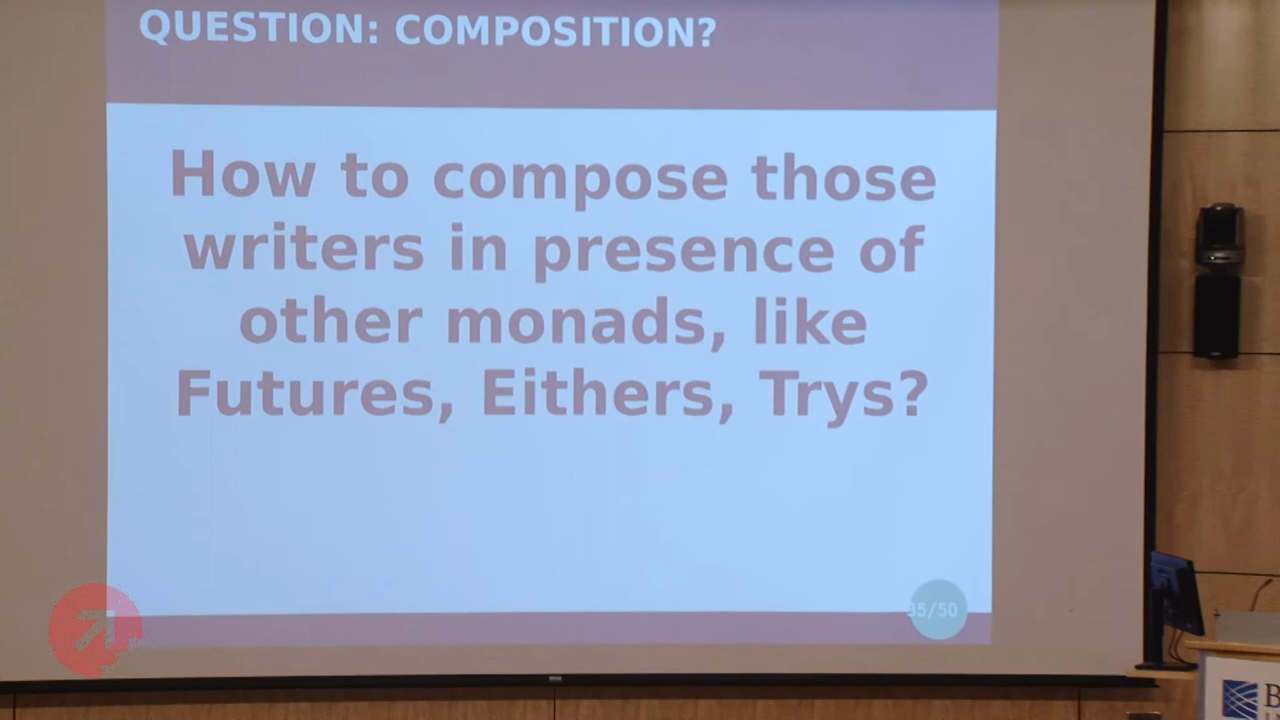 QUESTION: COMPOSITION?
How to compose those
writers in presence of
other monads, like
Futures, Eithers, Trys?
35/50
B